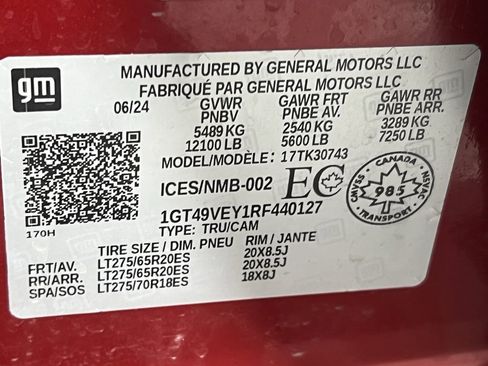 gm
MANUFACTURED BY GENERAL MOTORS LLC
FABRIQUÉ PAR GENERAL MOTORS LLC
06/24 GVWR GAWR FRT GAWR RR
PNBV PNBE AV. PNBE ARR.
5489 KG 2540 KG 3289 KG
12100 LB 5600 LB 7250 LB
MODEL/MODÈLE: 17TK30743
ICES/NMB-002 EC
CANADA
985
CMVSS NSVAC
1GT49VEY1RF440127
170H
TYPE: TRU/CAM
TIRE SIZE / DIM. PNEU RIM / JANTE
FRT/AV. LT275/65R20ES 20X8.5J
RR/ARR. LT275/65R20ES 20X8.5J
SPA/SOS LT275/70R18ES 18X8J